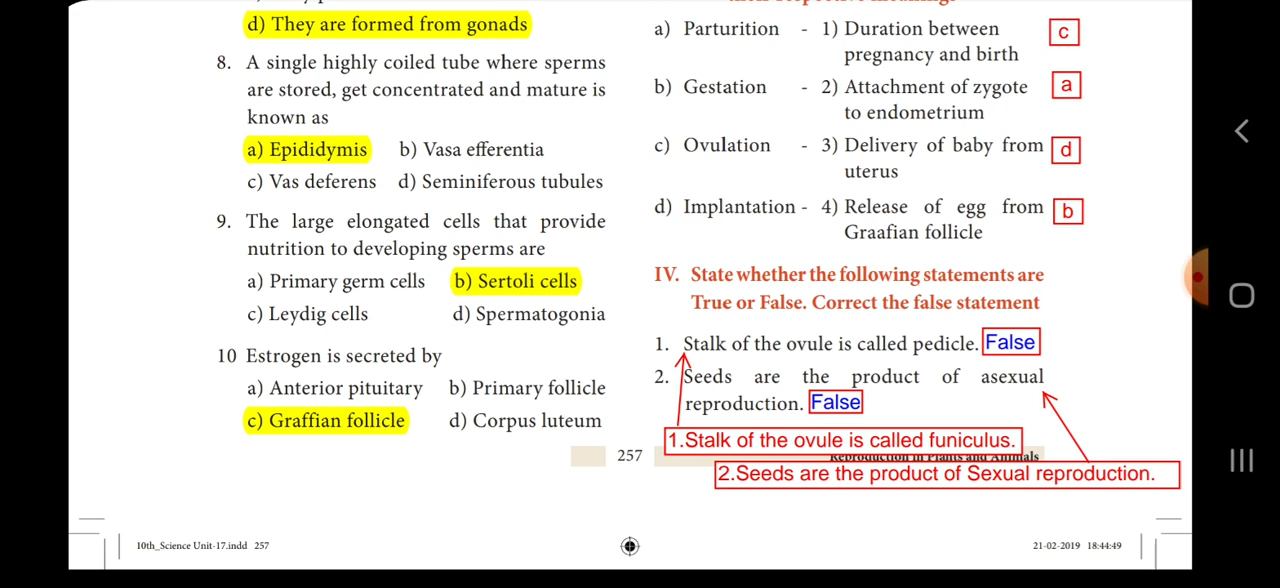 d) They are formed from gonads
8. A single highly coiled tube where sperms
are stored, get concentrated and mature is
known as
a) Epididymis b) Vasa efferentia
c) Vas deferens d) Seminiferous tubules
9. The large elongated cells that provide
nutrition to developing sperms are
a) Primary germ cells b) Sertoli cells
c) Leydig cells d) Spermatogonia
10 Estrogen is secreted by
a) Anterior pituitary b) Primary follicle
c) Graffian follicle d) Corpus luteum
a) Parturition - 1) Duration between c
pregnancy and birth
b) Gestation - 2) Attachment of zygote a
to endometrium
c) Ovulation - 3) Delivery of baby from d
uterus
d) Implantation - 4) Release of egg from b
Graafian follicle
IV. State whether the following statements are
True or False. Correct the false statement
1. Stalk of the ovule is called pedicle. False
2. Seeds are the product of asexual
reproduction. False
1.Stalk of the ovule is called funiculus.
257 Reproduction in Plants and Animals
2.Seeds are the product of Sexual reproduction.
10th_Science Unit-17.indd 257 21-02-2019 18:44:49